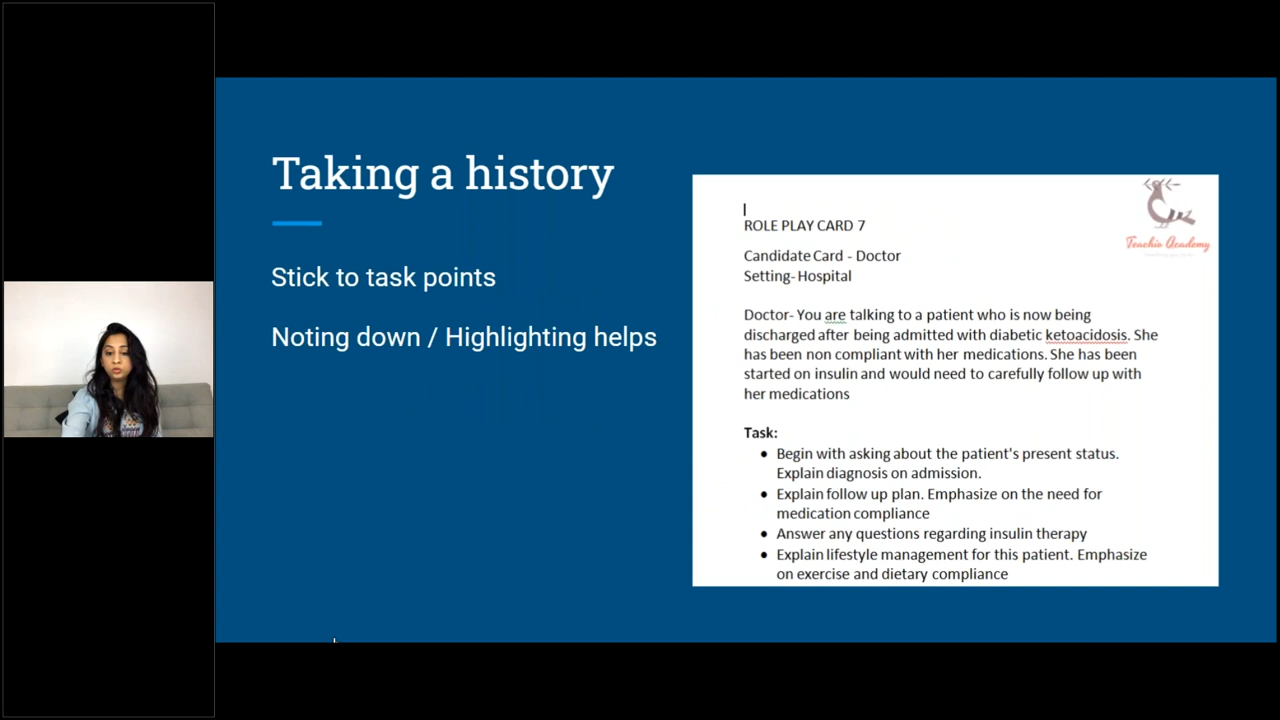 Taking a history
Stick to task points
Noting down / Highlighting helps
ROLE PLAY CARD 7
Candidate Card - Doctor
Setting- Hospital
Doctor- You are talking to a patient who is now being
discharged after being admitted with diabetic ketoacidosis. She
has been non compliant with her medications. She has been
started on insulin and would need to carefully follow up with
her medications
Task:
Begin with asking about the patient's present status.
Explain diagnosis on admission.
Explain follow up plan. Emphasize on the need for
medication compliance
Answer any questions regarding insulin therapy
Explain lifestyle management for this patient. Emphasize
on exercise and dietary compliance
Teachio Academy